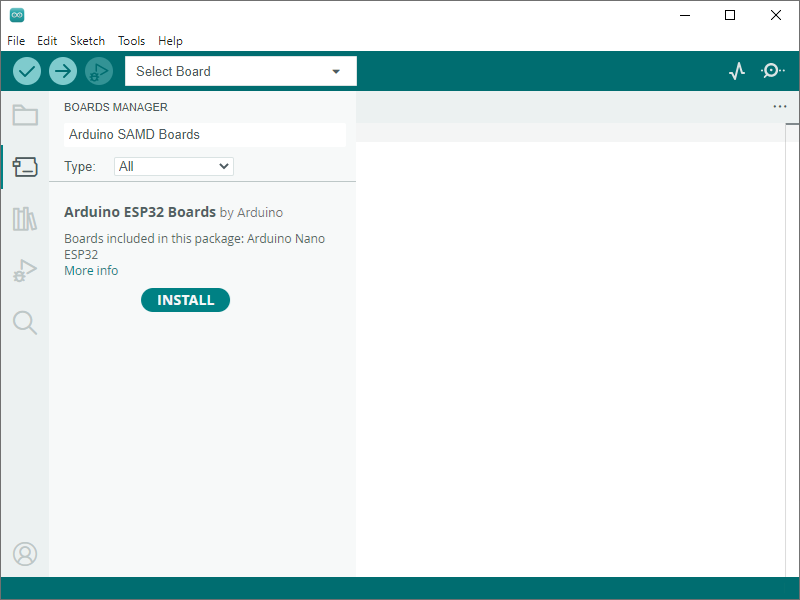 File Edit Sketch Tools Help
Select Board
BOARDS MANAGER
Arduino SAMD Boards
Type: All
Arduino ESP32 Boards by Arduino
Boards included in this package: Arduino Nano
ESP32
More info
INSTALL